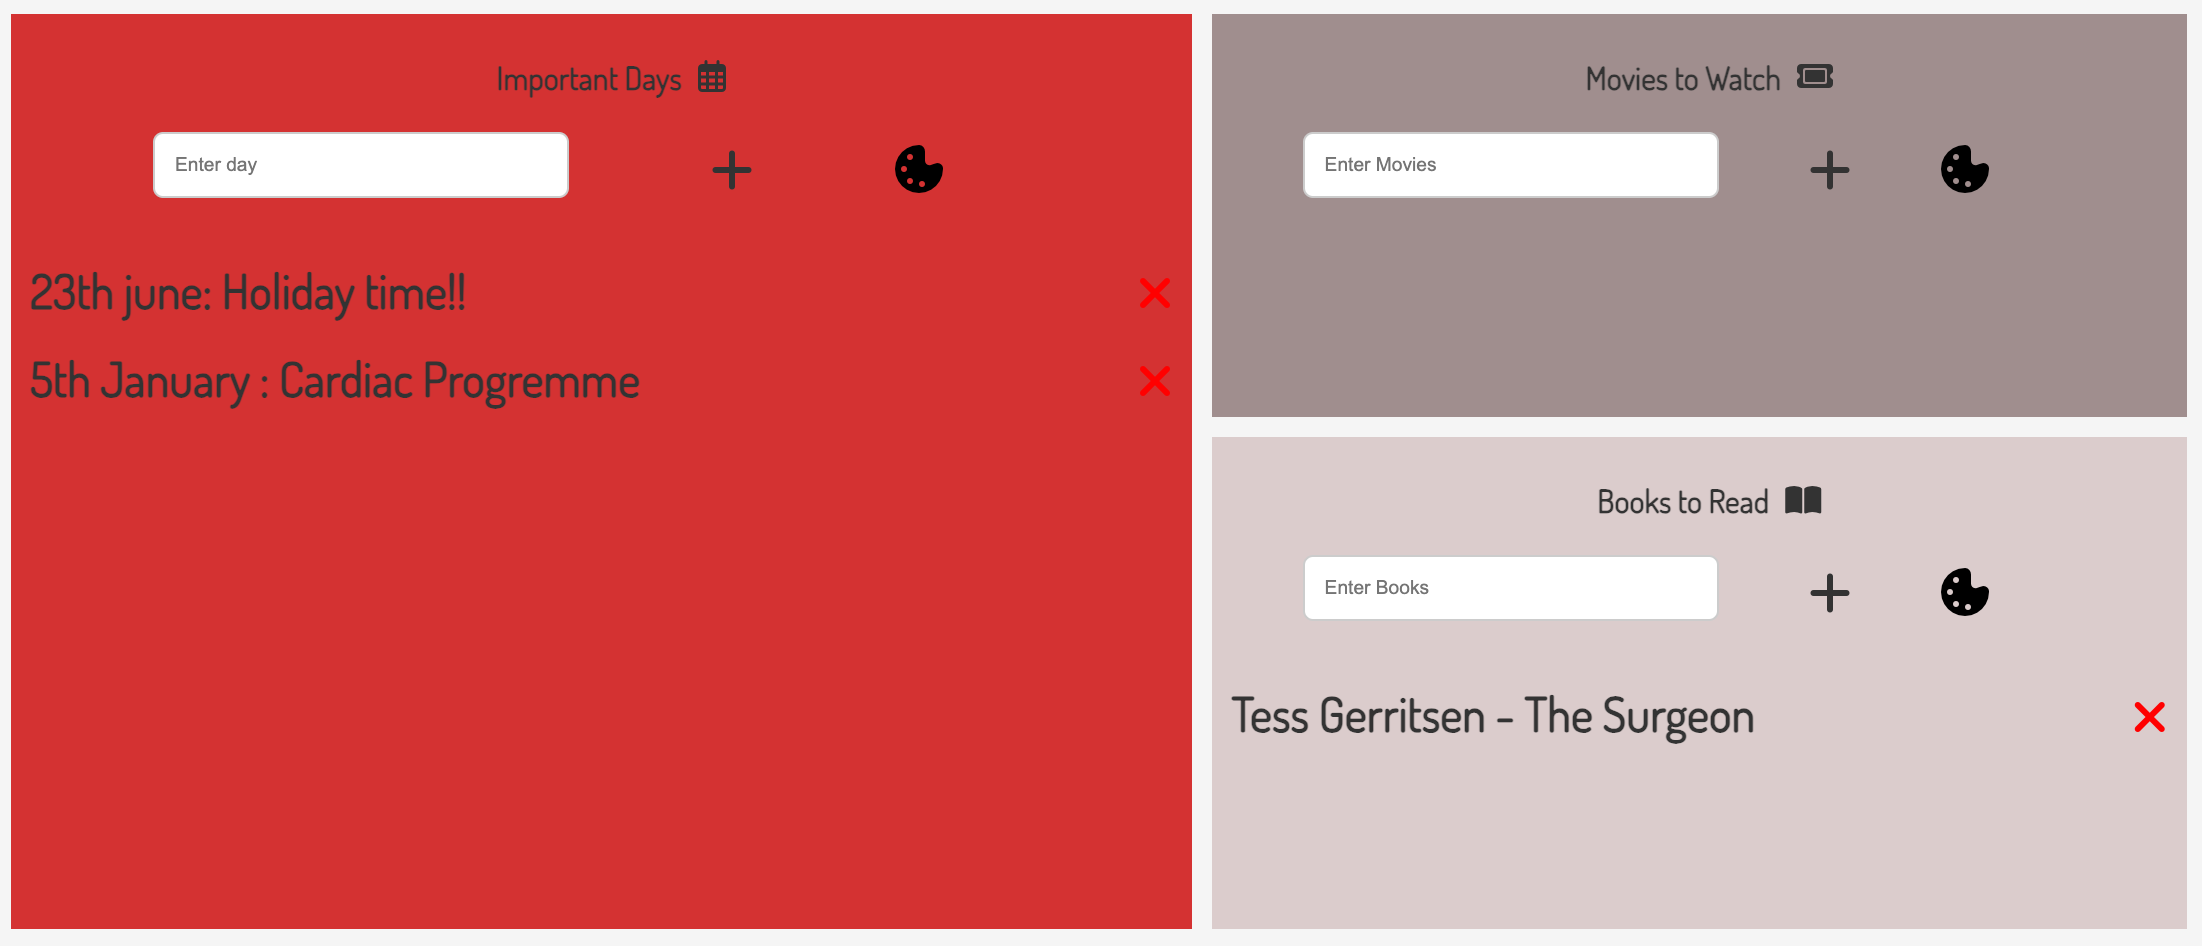 Important Days
Enter day
23th june: Holiday time!!
5th January : Cardiac Progremme
Movies to Watch
Enter Movies
Books to Read
Enter Books
Tess Gerritsen - The Surgeon